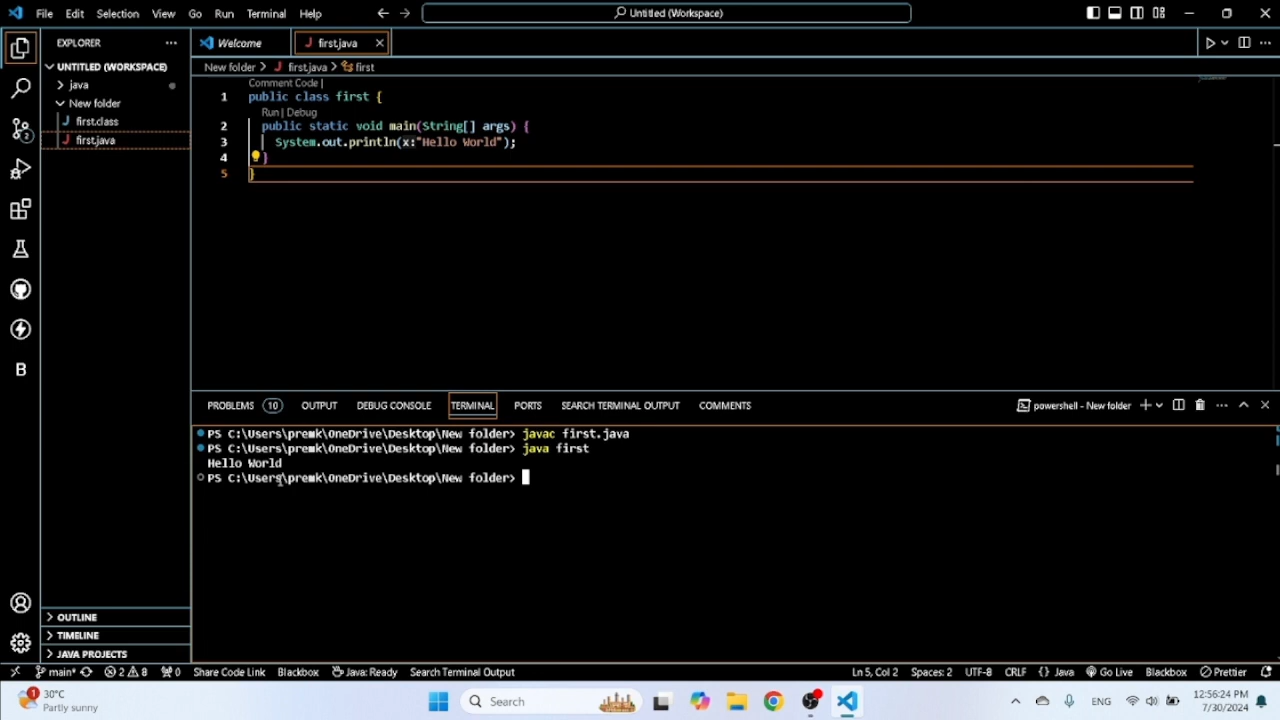 File Edit Selection View Go Run Terminal Help
Untitled (Workspace)
EXPLORER
Welcome
first.java
UNTITLED (WORKSPACE)
java
New folder
first.class
first.java
New folder > first.java > first
Comment Code |
1 public class first {
Run | Debug
2 public static void main(String[] args) {
3 System.out.println(x:"Hello World");
4 }
5 }
2
B
PROBLEMS 10 OUTPUT DEBUG CONSOLE TERMINAL PORTS SEARCH TERMINAL OUTPUT COMMENTS
powershell - New folder
PS C:\Users\premk\OneDrive\Desktop\New folder> javac first.java
PS C:\Users\premk\OneDrive\Desktop\New folder> java first
Hello World
PS C:\Users\premk\OneDrive\Desktop\New folder>
OUTLINE
TIMELINE
JAVA PROJECTS
main* 2 8 0 Share Code Link Blackbox Java: Ready Search Terminal Output
Ln 5, Col 2 Spaces: 2 UTF-8 CRLF {} Java Go Live Blackbox Prettier
1
30°C
Partly sunny
Search
ENG
12:56:24 PM
7/30/2024